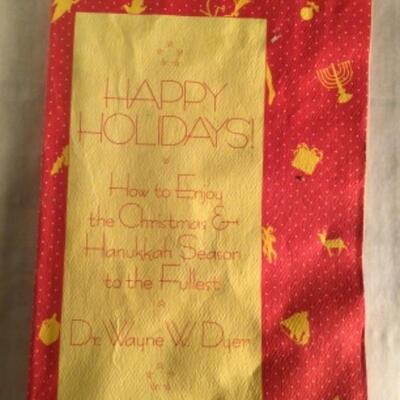 HAPPY
HOLIDAYS!
How to Enjoy
the Christmas &
Hanukkah Season
to the Fullest
Dr. Wayne W. Dyer